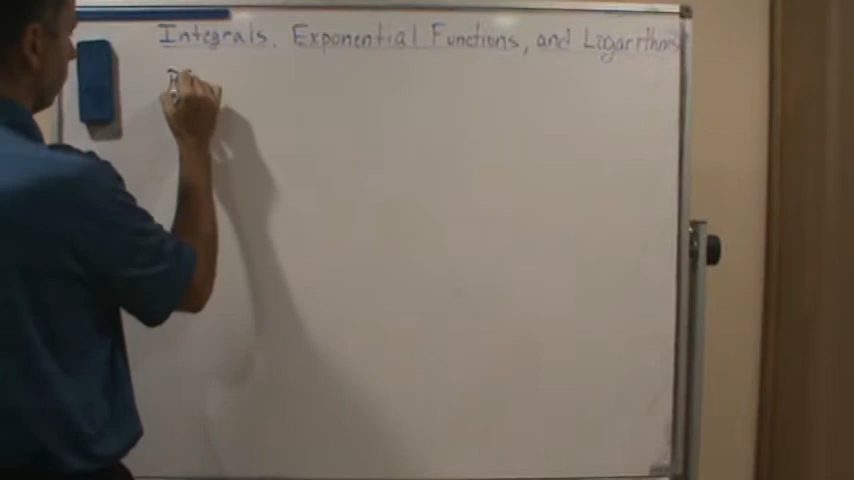 Integrals, Exponential Functions, and Logarithms